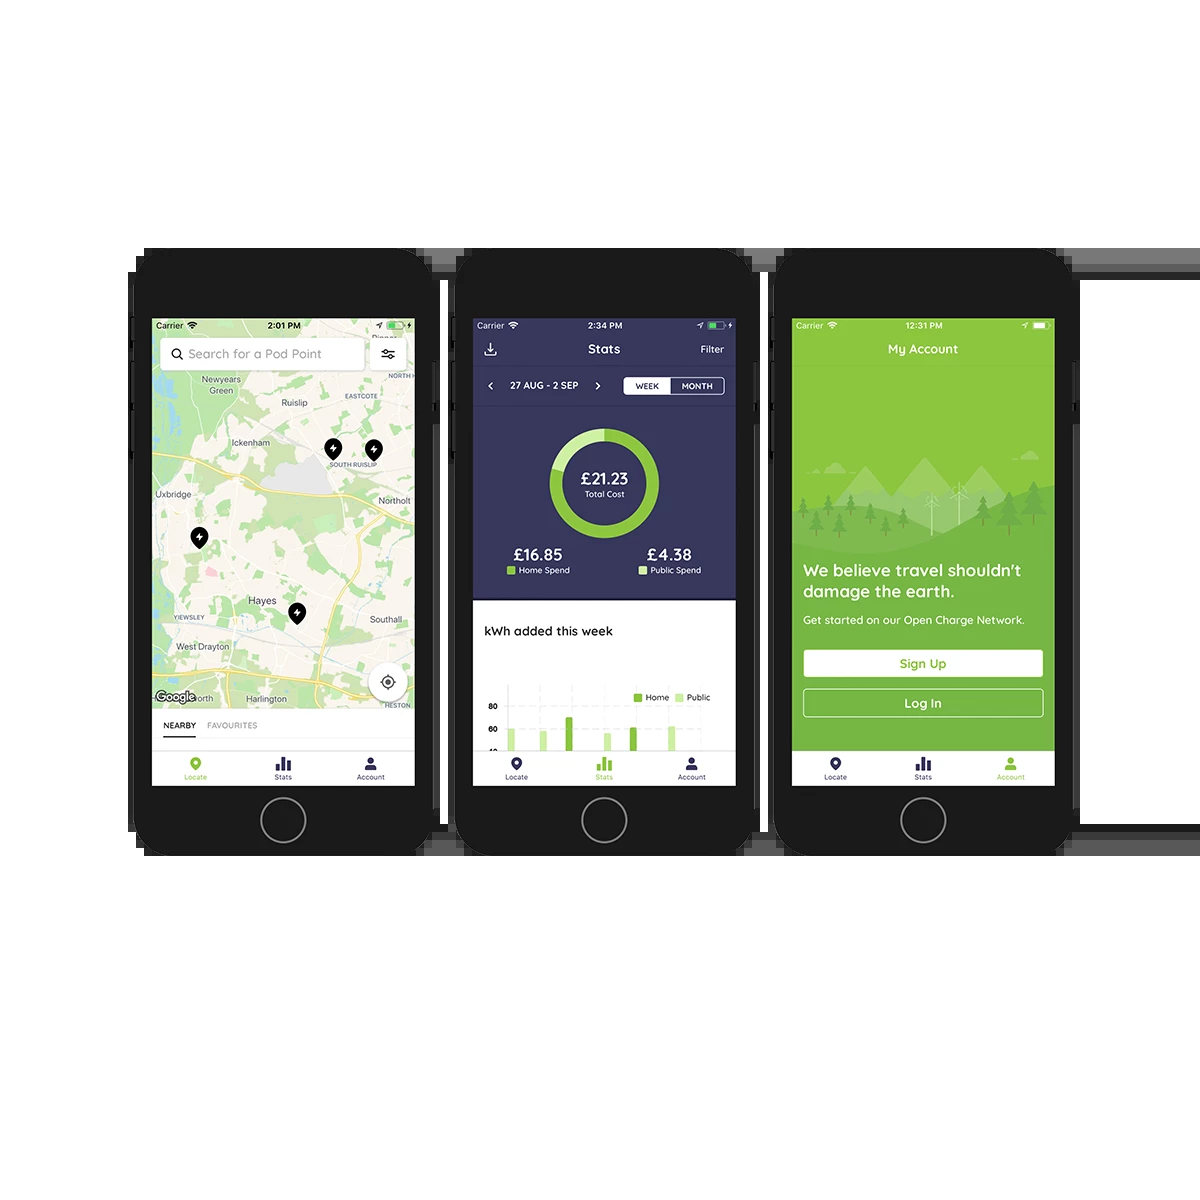 Carrier
2:01 PM
Search for a Pod Point
NORTH H
Newyears
Green
Ruislip
EASTCOTE
Ickenham
SOUTH RUISLIP
Uxbridge
Northolt
Hayes
YIEWSLEY
Southall
West Drayton
Google
Harlington
HESTON
NEARBY
FAVOURITES
Locate
Stats
Account
Carrier
2:34 PM
Stats
Filter
27 AUG - 2 SEP
WEEK
MONTH
£21.23
Total Cost
£16.85
£4.38
Home Spend
Public Spend
kWh added this week
Home
Public
80
Locate
Stats
Account
Carrier
12:31 PM
My Account
We believe travel shouldn't
damage the earth.
Get started on our Open Charge Network.
Sign Up
Log In
Locate
Stats
Account